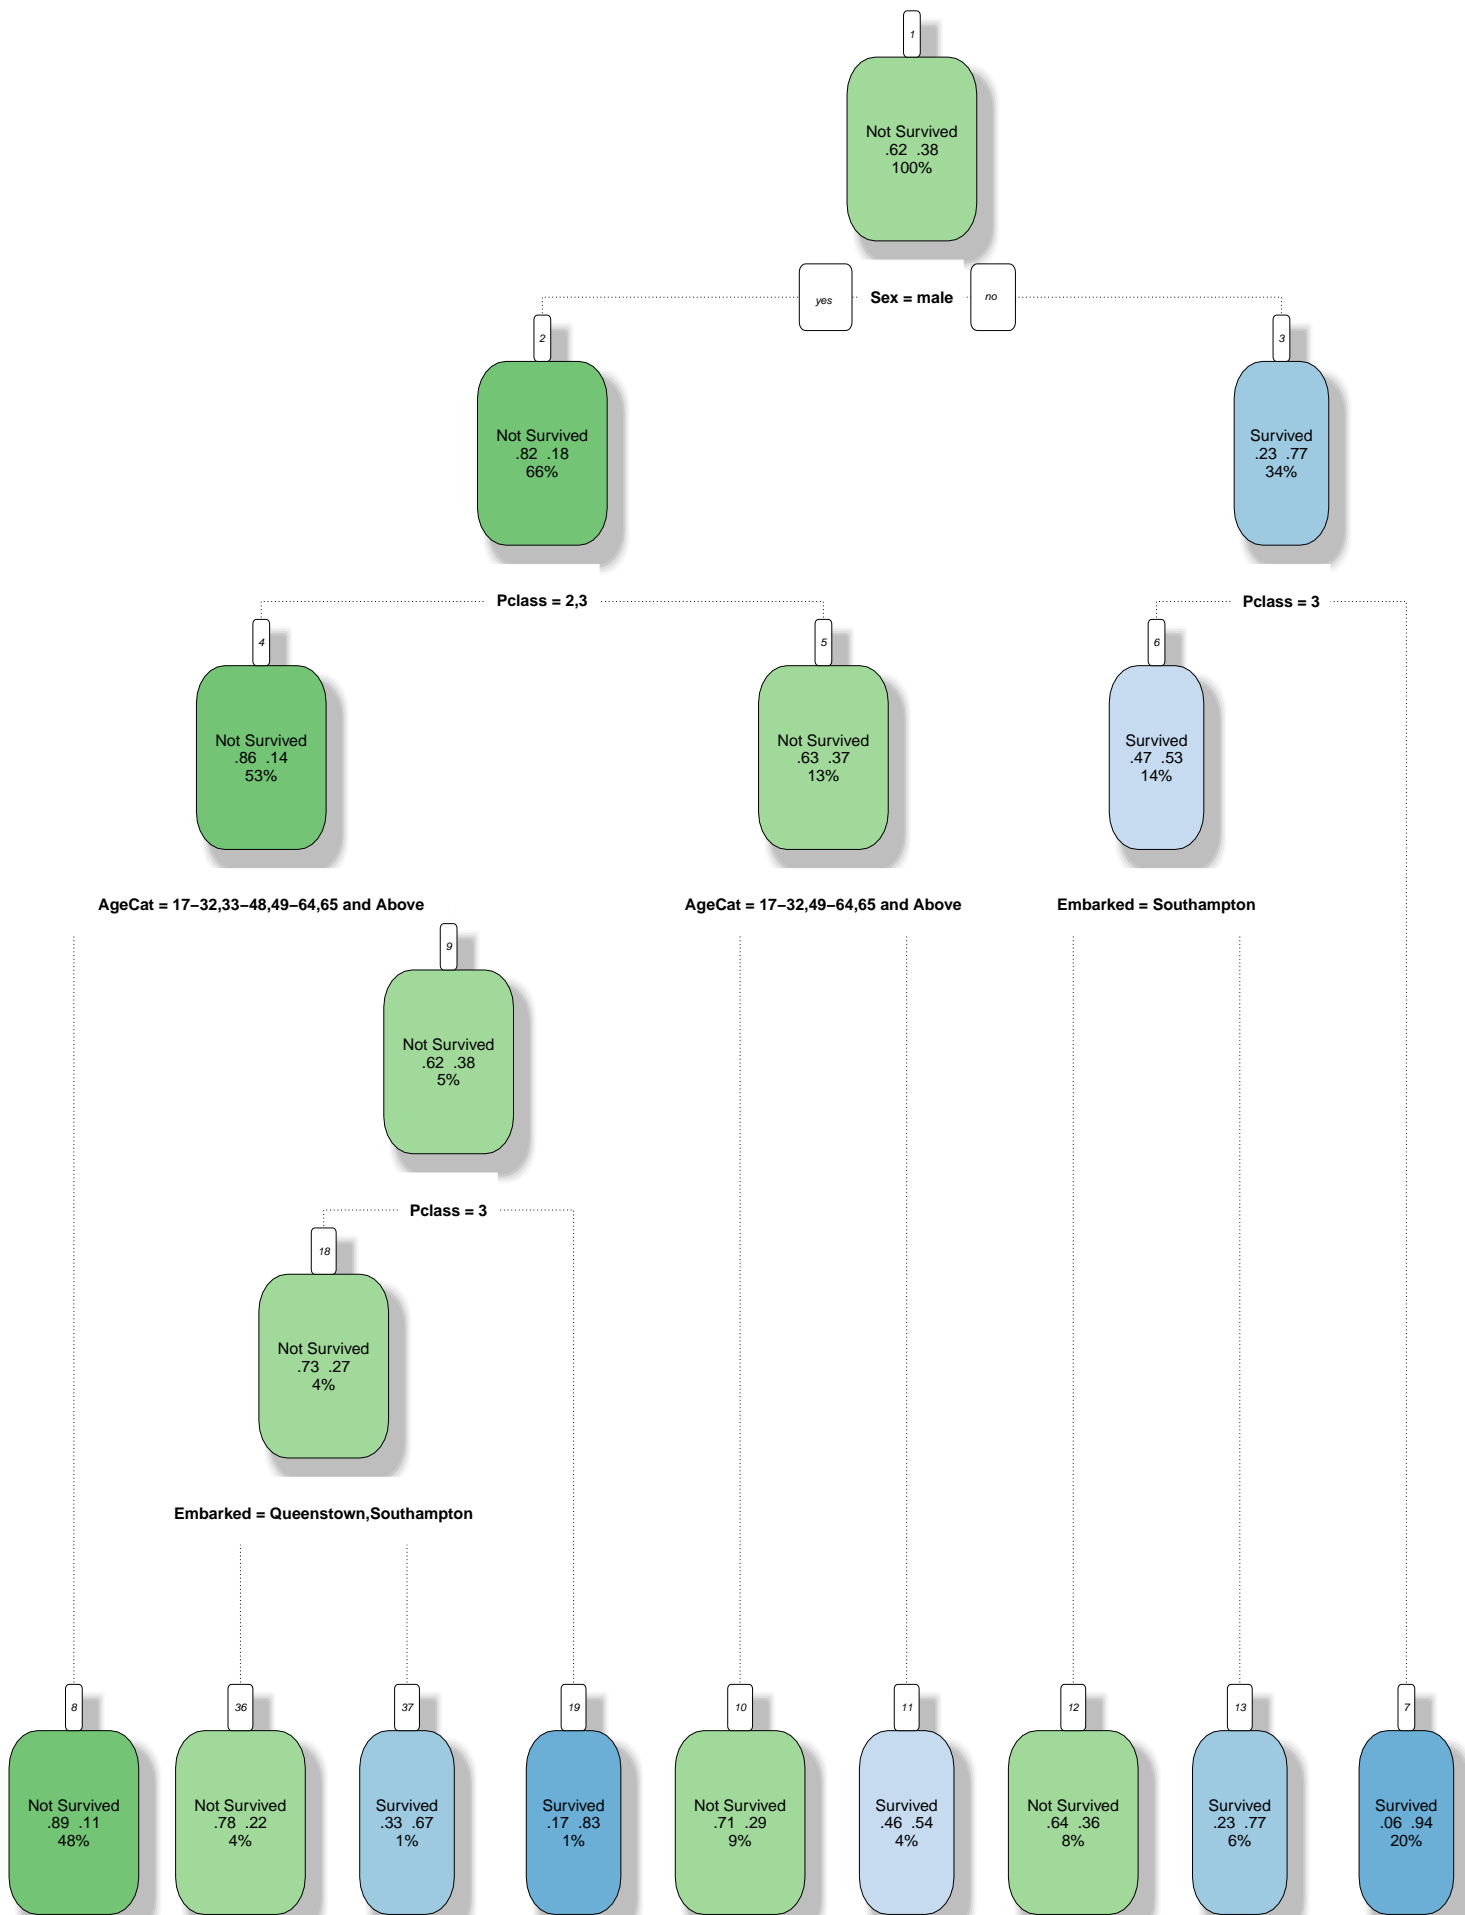 1
Not Survived
.62 .38
100%
yes
Sex = male
no
2
Not Survived
.82 .18
66%
3
Survived
.23 .77
34%
Pclass = 2,3
Pclass = 3
4
Not Survived
.86 .14
53%
5
Not Survived
.63 .37
13%
6
Survived
.47 .53
14%
AgeCat = 17−32,33−48,49−64,65 and Above
AgeCat = 17−32,49−64,65 and Above
Embarked = Southampton
9
Not Survived
.62 .38
5%
Pclass = 3
18
Not Survived
.73 .27
4%
Embarked = Queenstown,Southampton
8
Not Survived
.89 .11
48%
36
Not Survived
.78 .22
4%
37
Survived
.33 .67
1%
19
Survived
.17 .83
1%
10
Not Survived
.71 .29
9%
11
Survived
.46 .54
4%
12
Not Survived
.64 .36
8%
13
Survived
.23 .77
6%
7
Survived
.06 .94
20%